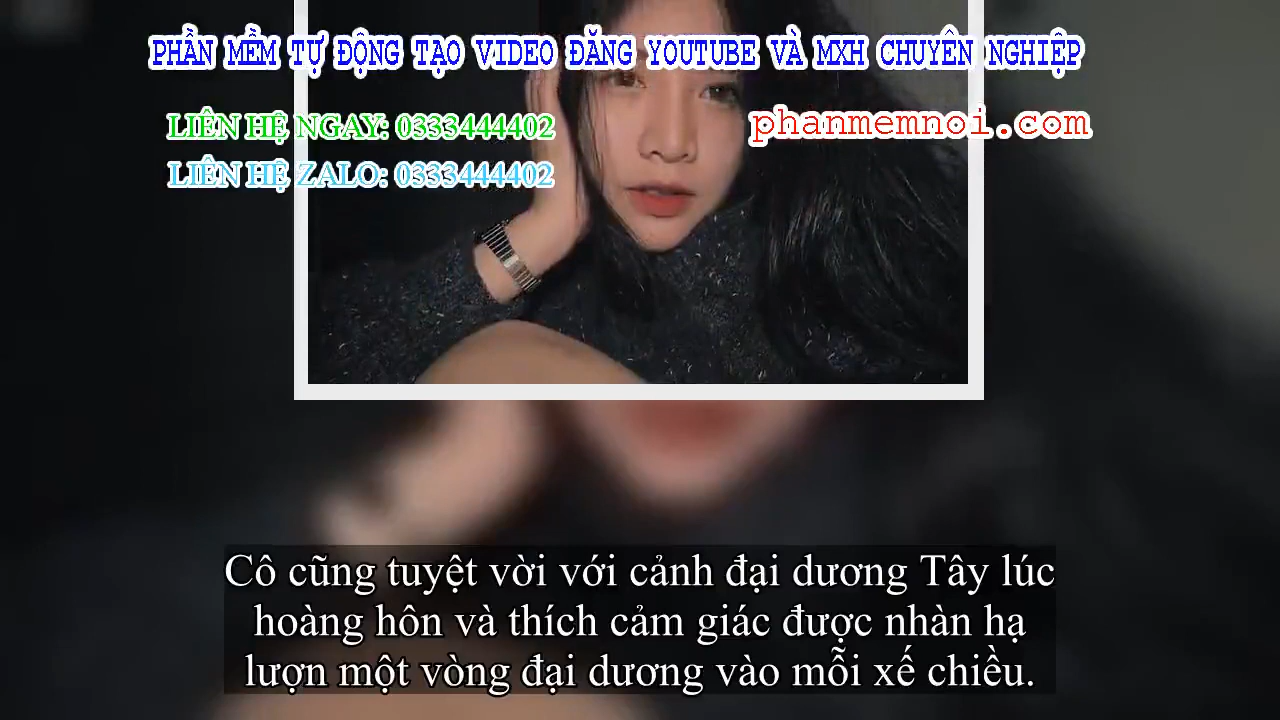 PHẦN MỀM TỰ ĐỘNG TẠO VIDEO ĐĂNG YOUTUBE VÀ MXH CHUYÊN NGHIỆP
LIÊN HỆ NGAY: 0333444402
phanmemnoi.com
LIÊN HỆ ZALO: 0333444402
Cô cũng tuyệt vời với cảnh đại dương Tây lúc
hoàng hôn và thích cảm giác được nhàn hạ
lượn một vòng đại dương vào mỗi xế chiều.